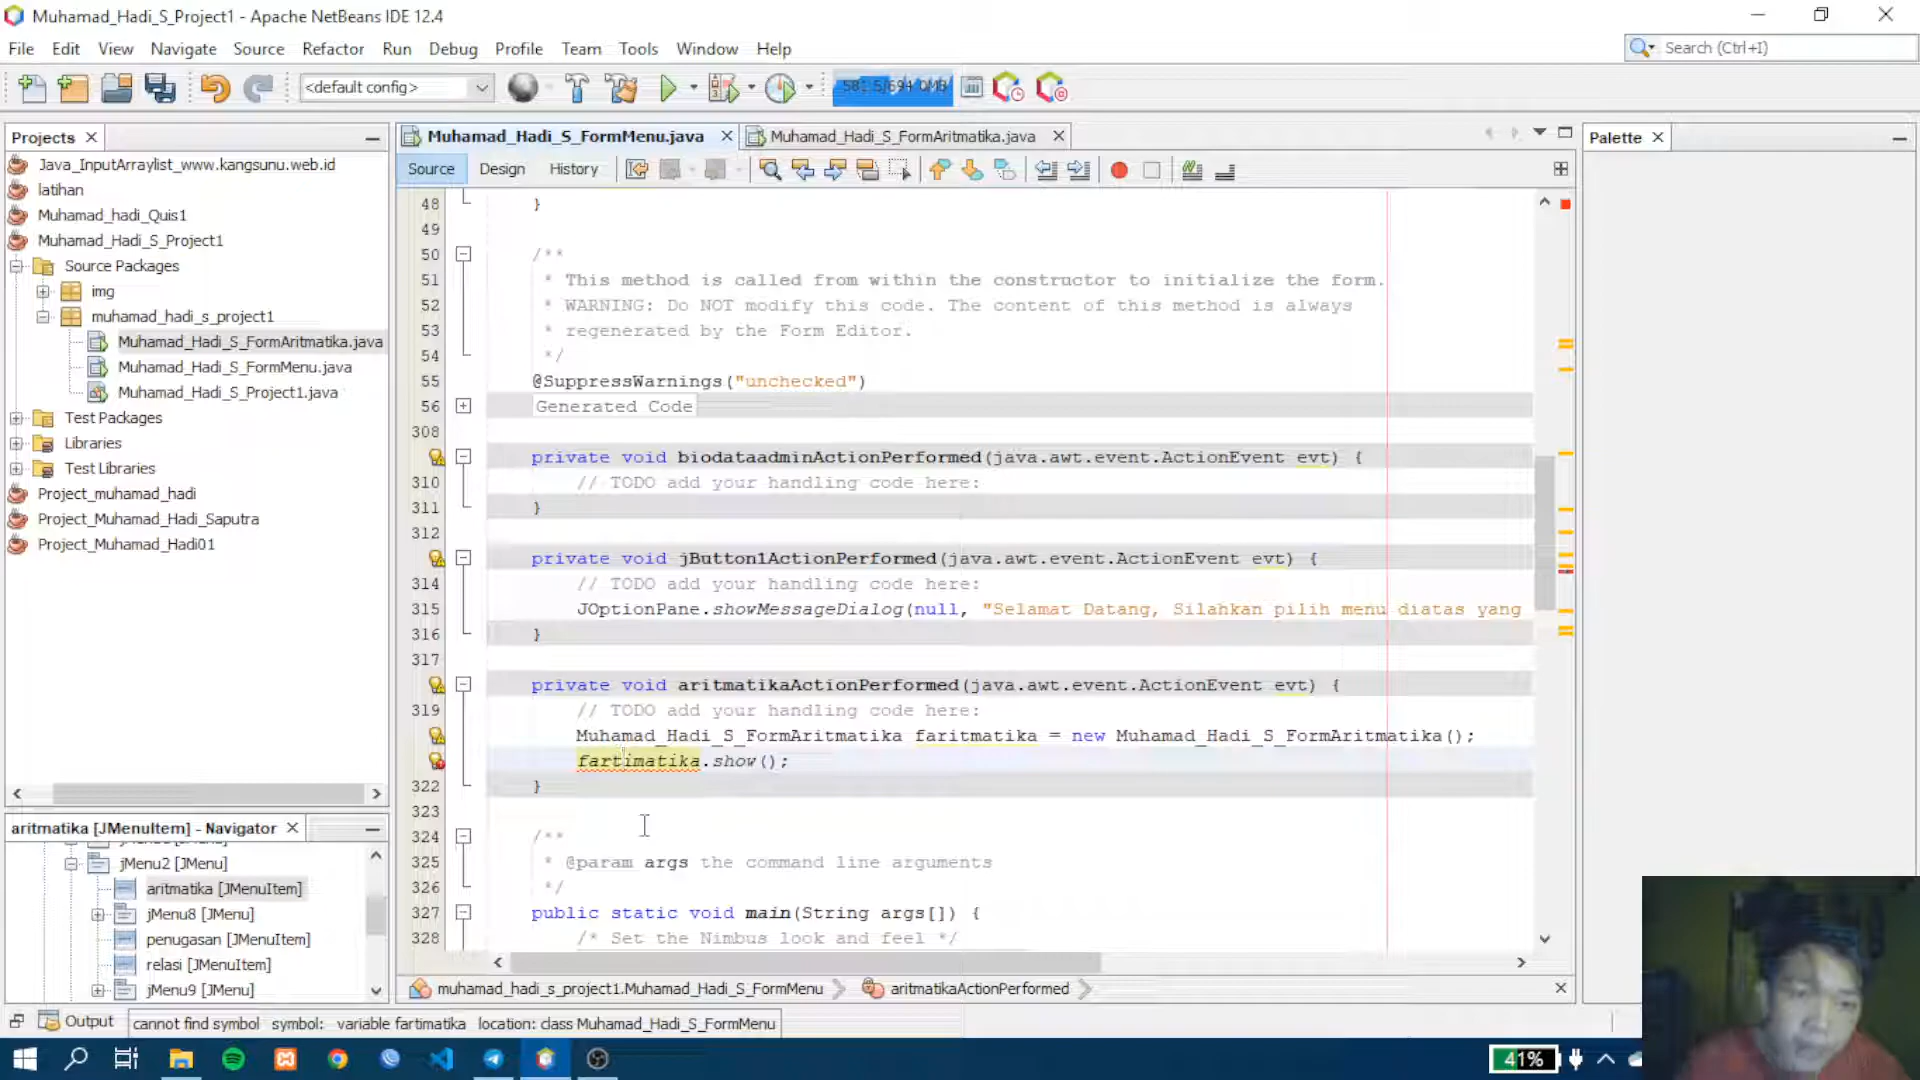 Muhamad_Hadi_S_Project1 - Apache NetBeans IDE 12.4
File Edit View Navigate Source Refactor Run Debug Profile Team Tools Window Help
Search (Ctrl+I)
<default config>
Projects
Java_InputArraylist_www.kangsunu.web.id
latihan
Muhamad_hadi_Quis1
Muhamad_Hadi_S_Project1
Source Packages
img
muhamad_hadi_s_project1
Muhamad_Hadi_S_FormAritmatika.java
Muhamad_Hadi_S_FormMenu.java
Muhamad_Hadi_S_Project1.java
Test Packages
Libraries
Test Libraries
Project_muhamad_hadi
Project_Muhamad_Hadi_Saputra
Project_Muhamad_Hadi01
aritmatika [JMenuItem] - Navigator
jMenu2 [JMenu]
aritmatika [JMenuItem]
jMenu8 [JMenu]
penugasan [JMenuItem]
relasi [JMenuItem]
jMenu9 [JMenu]
Muhamad_Hadi_S_FormMenu.java
Muhamad_Hadi_S_FormAritmatika.java
Source Design History
48 }
49
50 /**
51 * This method is called from within the constructor to initialize the form.
52 * WARNING: Do NOT modify this code. The content of this method is always
53 * regenerated by the Form Editor.
54 */
55 @SuppressWarnings("unchecked")
56 Generated Code
308
private void biodataadminActionPerformed(java.awt.event.ActionEvent evt) {
310 // TODO add your handling code here:
311 }
312
private void jButton1ActionPerformed(java.awt.event.ActionEvent evt) {
314 // TODO add your handling code here:
315 JOptionPane.showMessageDialog(null, "Selamat Datang, Silahkan pilih menu diatas yang
316 }
317
private void aritmatikaActionPerformed(java.awt.event.ActionEvent evt) {
319 // TODO add your handling code here:
Muhamad_Hadi_S_FormAritmatika faritmatika = new Muhamad_Hadi_S_FormAritmatika();
fartimatika.show();
322 }
323
324 /**
325 * @param args the command line arguments
326 */
327 public static void main(String args[]) {
328 /* Set the Nimbus look and feel */
muhamad_hadi_s_project1.Muhamad_Hadi_S_FormMenu
aritmatikaActionPerformed
Palette
Output
cannot find symbol symbol: variable fartimatika location: class Muhamad_Hadi_S_FormMenu
41%